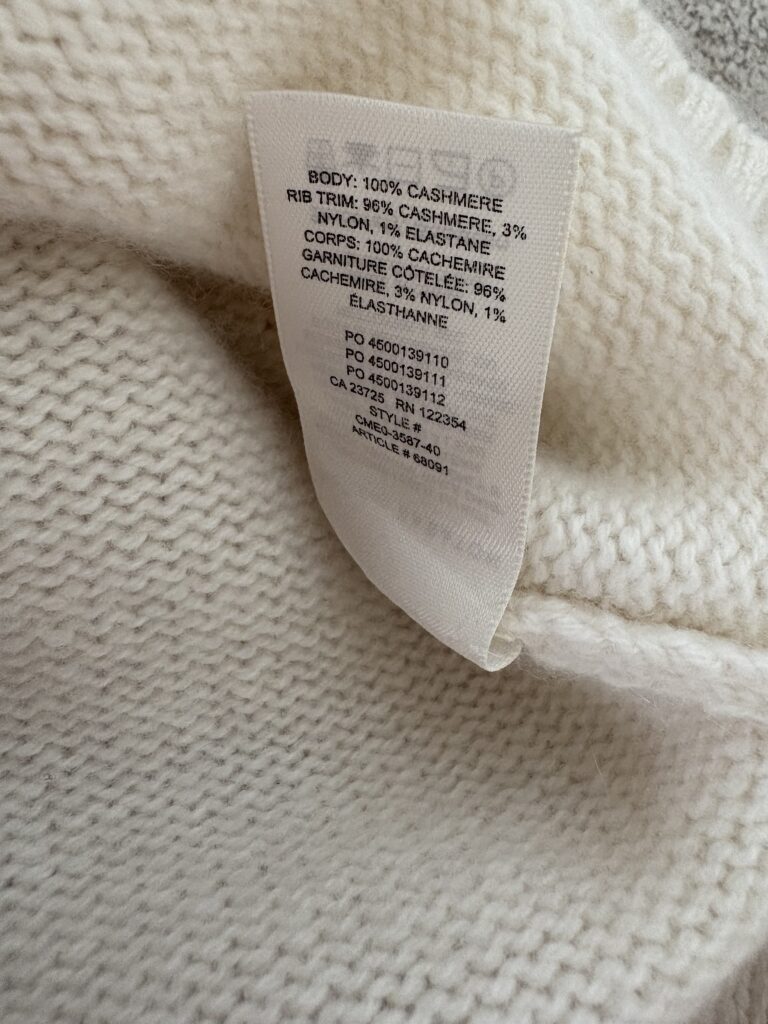 BODY: 100% CASHMERE
RIB TRIM: 96% CASHMERE, 3%
NYLON, 1% ELASTANE
CORPS: 100% CACHEMIRE
GARNITURE CÔTELÉE: 96%
CACHEMIRE, 3% NYLON, 1%
ÉLASTHANNE
PO 4500139110
PO 4500139111
PO 4500139112
CA 23725 RN 122354
STYLE #
CME0-3587-40
ARTICLE # 68091